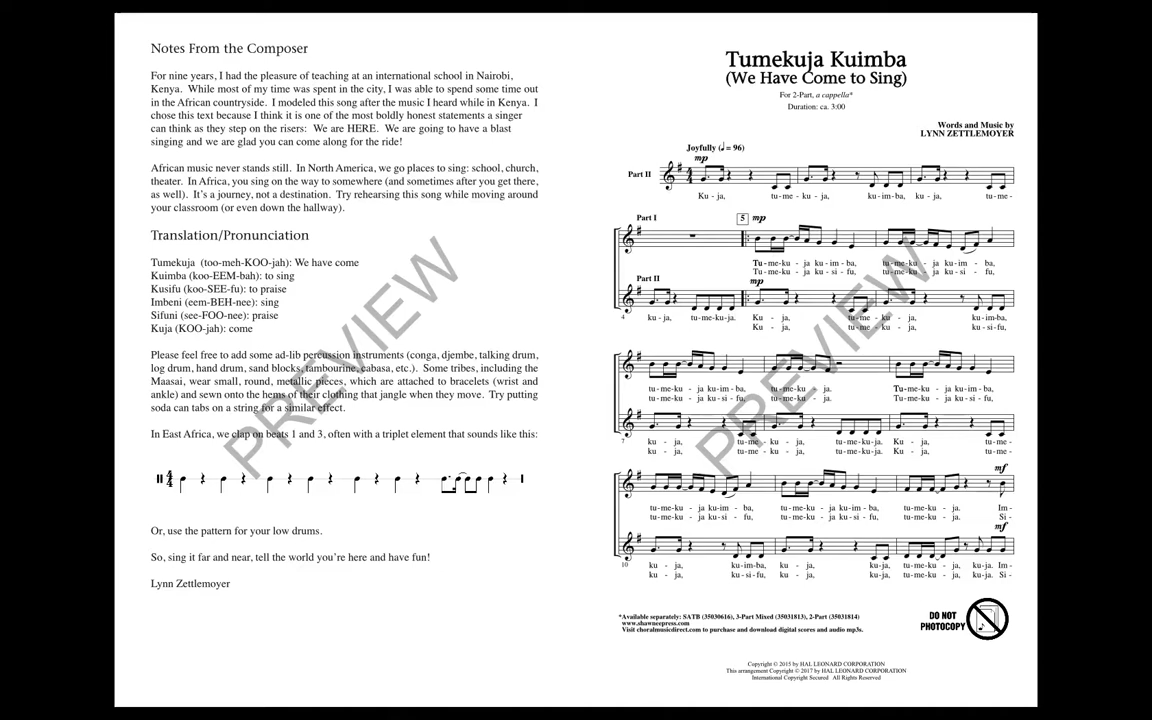 Notes From the Composer
For nine years, I had the pleasure of teaching at an international school in Nairobi,
Kenya. While most of my time was spent in the city, I was able to spend some time out
in the African countryside. I modeled this song after the music I heard while in Kenya. I
chose this text because I think it is one of the most boldly honest statements a singer
can think as they step on the risers: We are HERE. We are going to have a blast
singing and we are glad you can come along for the ride!
African music never stands still. In North America, we go places to sing: school, church,
theater. In Africa, you sing on the way to somewhere (and sometimes after you get there,
as well). It's a journey, not a destination. Try rehearsing this song while moving around
your classroom (or even down the hallway).
Translation/Pronunciation
Tumekuja (too-meh-KOO-jah): We have come
Kuimba (koo-EEM-bah): to sing
Kusifu (koo-SEE-fu): to praise
Imbeni (eem-BEH-nee): sing
Sifuni (see-FOO-nee): praise
Kuja (KOO-jah): come
Please feel free to add some ad-lib percussion instruments (conga, djembe, talking drum,
log drum, hand drum, sand blocks, tambourine, cabasa, etc.). Some tribes, including the
Maasai, wear small, round, metallic pieces, which are attached to bracelets (wrist and
ankle) and sewn onto the hems of their clothing that jangle when they move. Try putting
soda can tabs on a string for a similar effect.
In East Africa, we clap on beats 1 and 3, often with a triplet element that sounds like this:
Or, use the pattern for your low drums.
So, sing it far and near, tell the world you're here and have fun!
Lynn Zettlemoyer
PREVIEW
Tumekuja Kuimba
(We Have Come to Sing)
For 2-Part, a cappella*
Duration: ca. 3:00
Words and Music by
LYNN ZETTLEMOYER
Joyfully (♩ = 96)
mp
Part II
Ku - ja, tu - me - ku - ja, ku - im - ba, ku - ja, tu - me -
Part I
5 mp
Tu - me-ku - ja ku - im - ba, tu - me-ku - ja ku - im - ba,
Tu - me-ku - ja ku - si - fu, tu - me-ku - ja ku - si - fu,
Part II
mp
4 ku - ja, tu - me-ku-ja. Ku - ja, tu - me - ku - ja, ku - im-ba,
Ku - ja, tu - me - ku - ja, ku - si - fu,
tu - me-ku - ja ku - im - ba, tu - me-ku - ja. Tu - me-ku - ja ku - im - ba,
tu - me-ku - ja ku - si - fu, tu - me-ku - ja. Tu - me-ku - ja ku - si - fu,
7 ku - ja, tu - me - ku - ja, tu - me-ku-ja. Ku - ja, tu - me -
ku - ja, tu - me - ku - ja, tu - me-ku-ja. Ku - ja, tu - me -
mf
tu - me-ku - ja ku - im - ba, tu - me-ku - ja ku - im - ba, tu - me-ku - ja. Im -
tu - me-ku - ja ku - si - fu, tu - me-ku - ja ku - si - fu, tu - me-ku - ja. Si -
mf
10 ku - ja, ku - im-ba, ku - ja, ku-ja, tu - me-ku - ja, ku-ja. Im -
ku - ja, ku - si - fu, ku - ja, ku-ja, tu - me-ku - ja, ku-ja. Si -
PREVIEW
*Available separately: SATB (35030616), 3-Part Mixed (35031813), 2-Part (35031814)
www.shawneepress.com
Visit choralmusicdirect.com to purchase and download digital scores and audio mp3s.
DO NOT
PHOTOCOPY
Copyright © 2015 by HAL LEONARD CORPORATION
This arrangement Copyright © 2017 by HAL LEONARD CORPORATION
International Copyright Secured All Rights Reserved